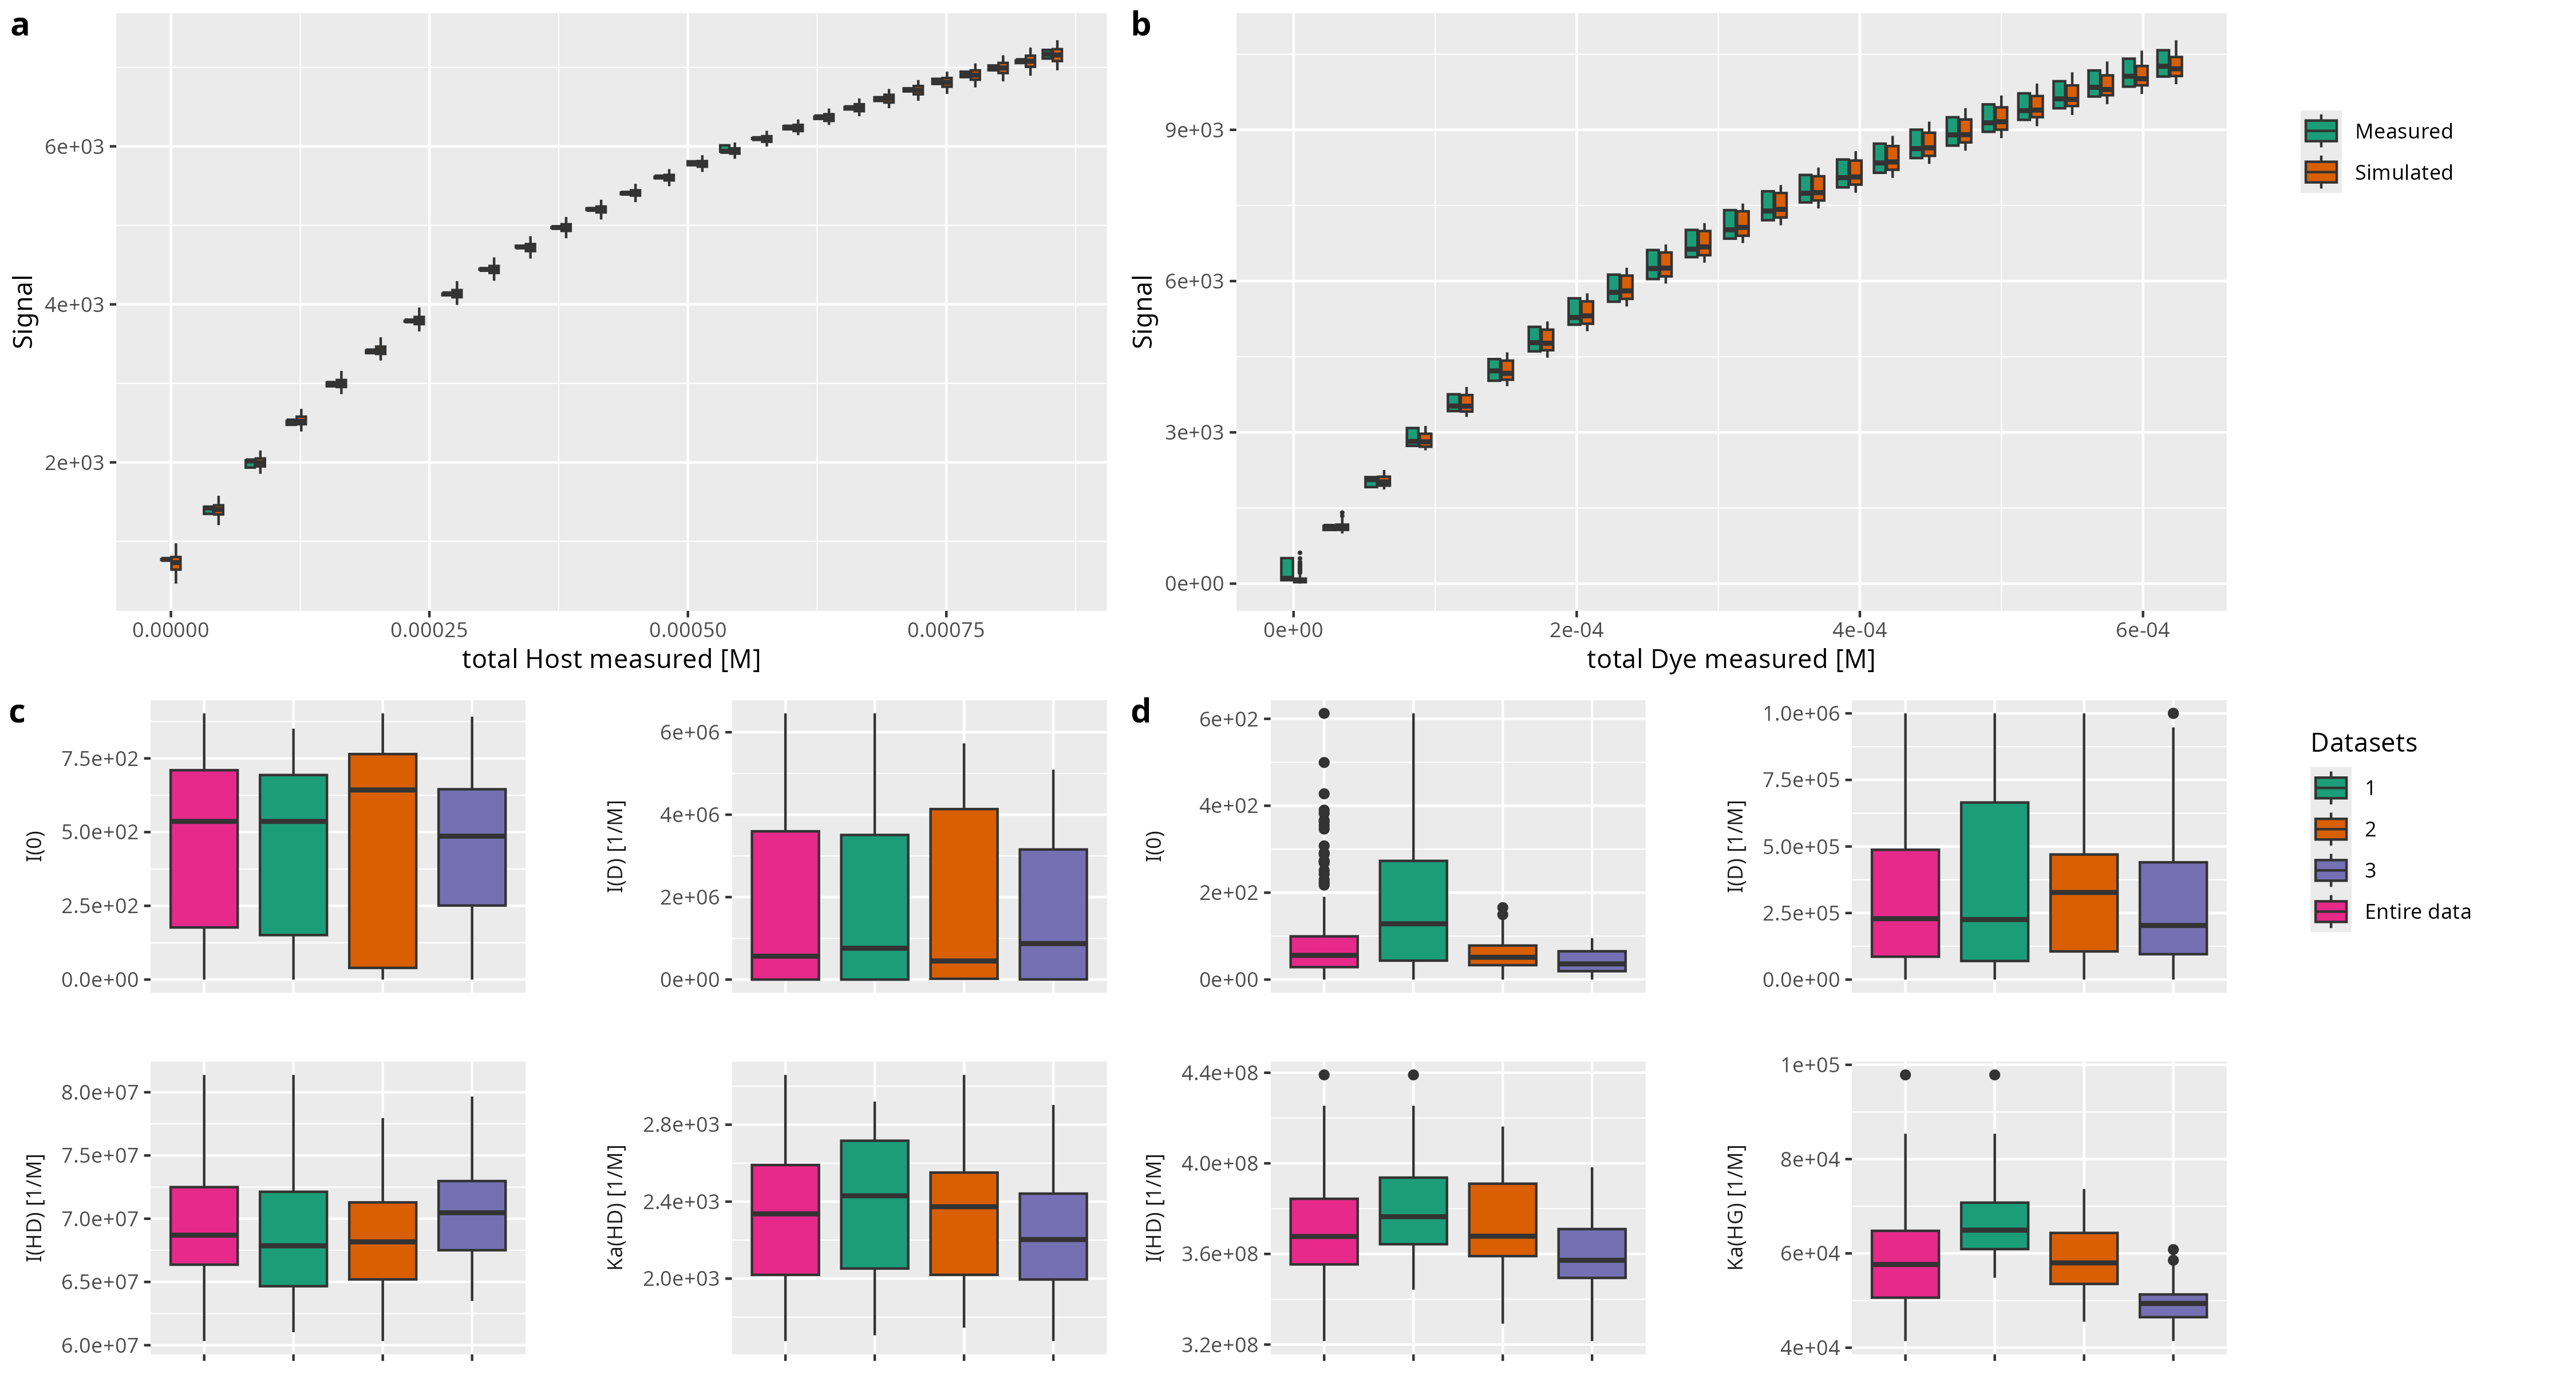 a
Signal
6e+03
4e+03
2e+03
0.00000
0.00025
0.00050
0.00075
total Host measured [M]
b
Signal
9e+03
6e+03
3e+03
0e+00
0e+00
2e-04
4e-04
6e-04
total Dye measured [M]
Measured
Simulated
c
I(0)
7.5e+02
5.0e+02
2.5e+02
0.0e+00
I(D) [1/M]
6e+06
4e+06
2e+06
0e+00
I(HD) [1/M]
8.0e+07
7.5e+07
7.0e+07
6.5e+07
6.0e+07
Ka(HD) [1/M]
2.8e+03
2.4e+03
2.0e+03
d
I(0)
6e+02
4e+02
2e+02
0e+00
I(D) [1/M]
1.0e+06
7.5e+05
5.0e+05
2.5e+05
0.0e+00
I(HD) [1/M]
4.4e+08
4.0e+08
3.6e+08
3.2e+08
Ka(HG) [1/M]
1e+05
8e+04
6e+04
4e+04
Datasets
1
2
3
Entire data